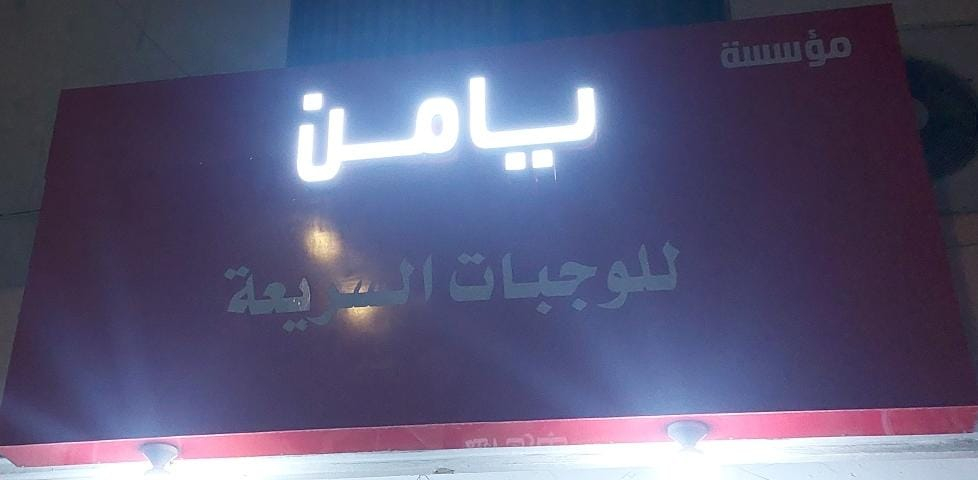 مؤسسة
يامن
للوجبات السريعة